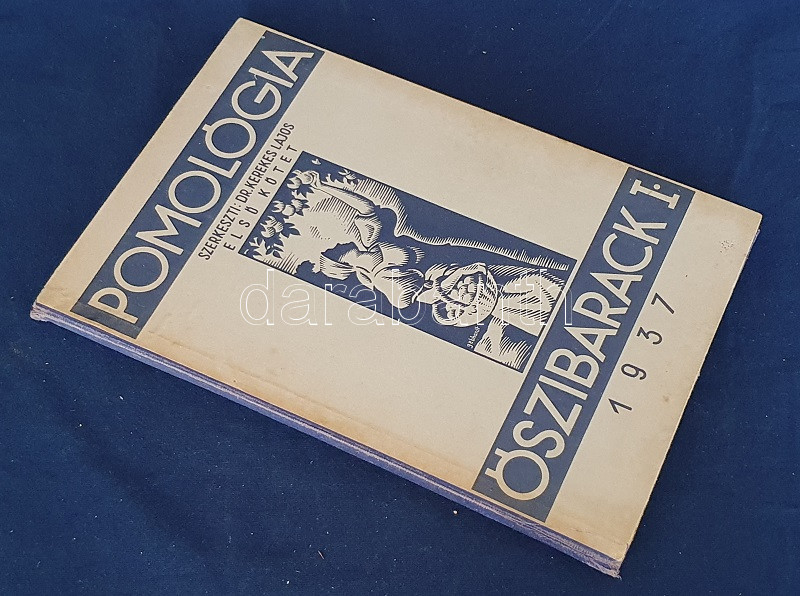 POMOLÓGIA
SZERKESZTI: DR. KEREKES LAJOS
ELSŐ KÖTET
ŐSZIBARACK I.
1937
darabanth